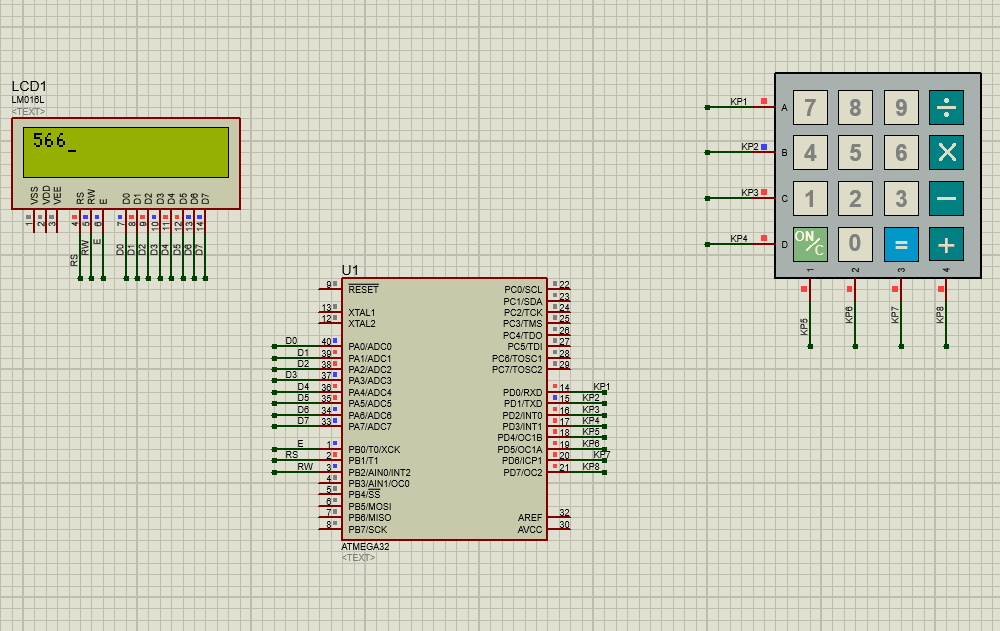 LCD1
LM016L
<TEXT>
566_
VSS VDD VEE RS RW E D0 D1 D2 D3 D4 D5 D6 D7
1 2 3 4 5 6 7 8 9 10 11 12 13 14
RS RW E D0 D1 D2 D3 D4 D5 D6 D7
KP1 A 7 8 9 ÷
KP2 B 4 5 6 ×
KP3 C 1 2 3 −
KP4 D ON/C 0 = +
1 2 3 4
KP5 KP6 KP7 KP8
U1
9 RESET
13 XTAL1
12 XTAL2
D0 40 PA0/ADC0
D1 39 PA1/ADC1
D2 38 PA2/ADC2
D3 37 PA3/ADC3
D4 36 PA4/ADC4
D5 35 PA5/ADC5
D6 34 PA6/ADC6
D7 33 PA7/ADC7
E 1 PB0/T0/XCK
RS 2 PB1/T1
RW 3 PB2/AIN0/INT2
4 PB3/AIN1/OC0
5 PB4/SS
6 PB5/MOSI
7 PB6/MISO
8 PB7/SCK
PC0/SCL 22
PC1/SDA 23
PC2/TCK 24
PC3/TMS 25
PC4/TDO 26
PC5/TDI 27
PC6/TOSC1 28
PC7/TOSC2 29
PD0/RXD 14 KP1
PD1/TXD 15 KP2
PD2/INT0 16 KP3
PD3/INT1 17 KP4
PD4/OC1B 18 KP5
PD5/OC1A 19 KP6
PD6/ICP1 20 KP7
PD7/OC2 21 KP8
AREF 32
AVCC 30
ATMEGA32
<TEXT>